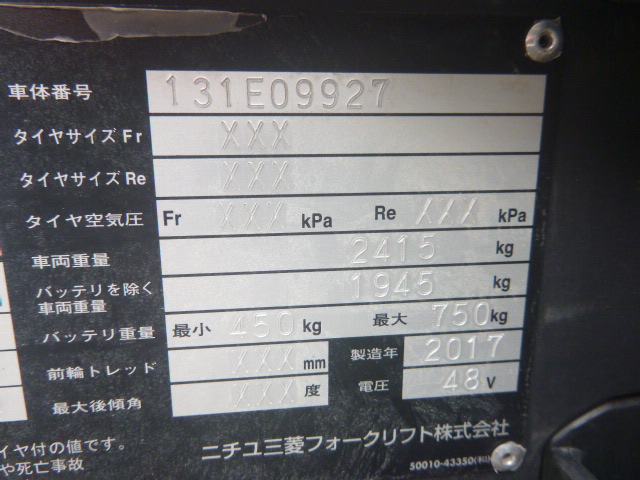 車体番号 131E09927
タイヤサイズ Fr XXX
タイヤサイズ Re XXX
タイヤ空気圧 Fr XXX kPa Re XXX kPa
車両重量 2415 kg
バッテリを除く
車両重量 1945 kg
バッテリ重量 最小 450 kg 最大 750 kg
前輪トレッド XXX mm 製造年 2017
最大後傾角 XXX 度 電圧 48 V
ニチユ三菱フォークリフト株式会社
イヤ付の値です。
や死亡事故
50010-43350